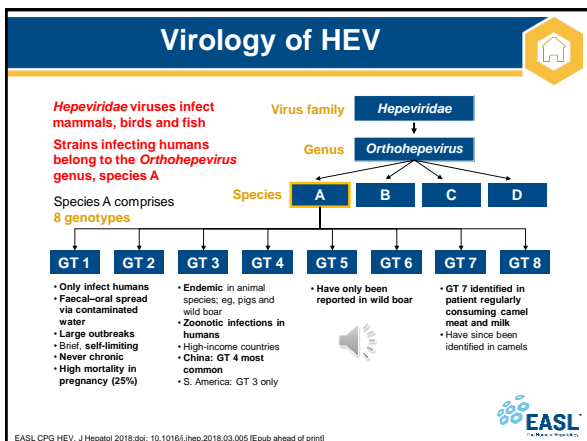 Virology of HEV
Hepeviridae viruses infect
mammals, birds and fish
Strains infecting humans
belong to the Orthohepevirus
genus, species A
Species A comprises
8 genotypes
Virus family
Hepeviridae
Genus
Orthohepevirus
Species
A
B
C
D
GT 1
GT 2
GT 3
GT 4
GT 5
GT 6
GT 7
GT 8
• Only infect humans
• Faecal–oral spread
via contaminated
water
• Large outbreaks
• Brief, self-limiting
• Never chronic
• High mortality in
pregnancy (25%)
• Endemic in animal
species; eg, pigs and
wild boar
• Zoonotic infections in
humans
• High-income countries
• China: GT 4 most
common
• S. America: GT 3 only
• Have only been
reported in wild boar
• GT 7 identified in
patient regularly
consuming camel
meat and milk
• Have since been
identified in camels
EASL CPG HEV. J Hepatol 2018:doi: 10.1016/j.jhep.2018.03.005 [Epub ahead of print]
EASL
The Home of Hepatology